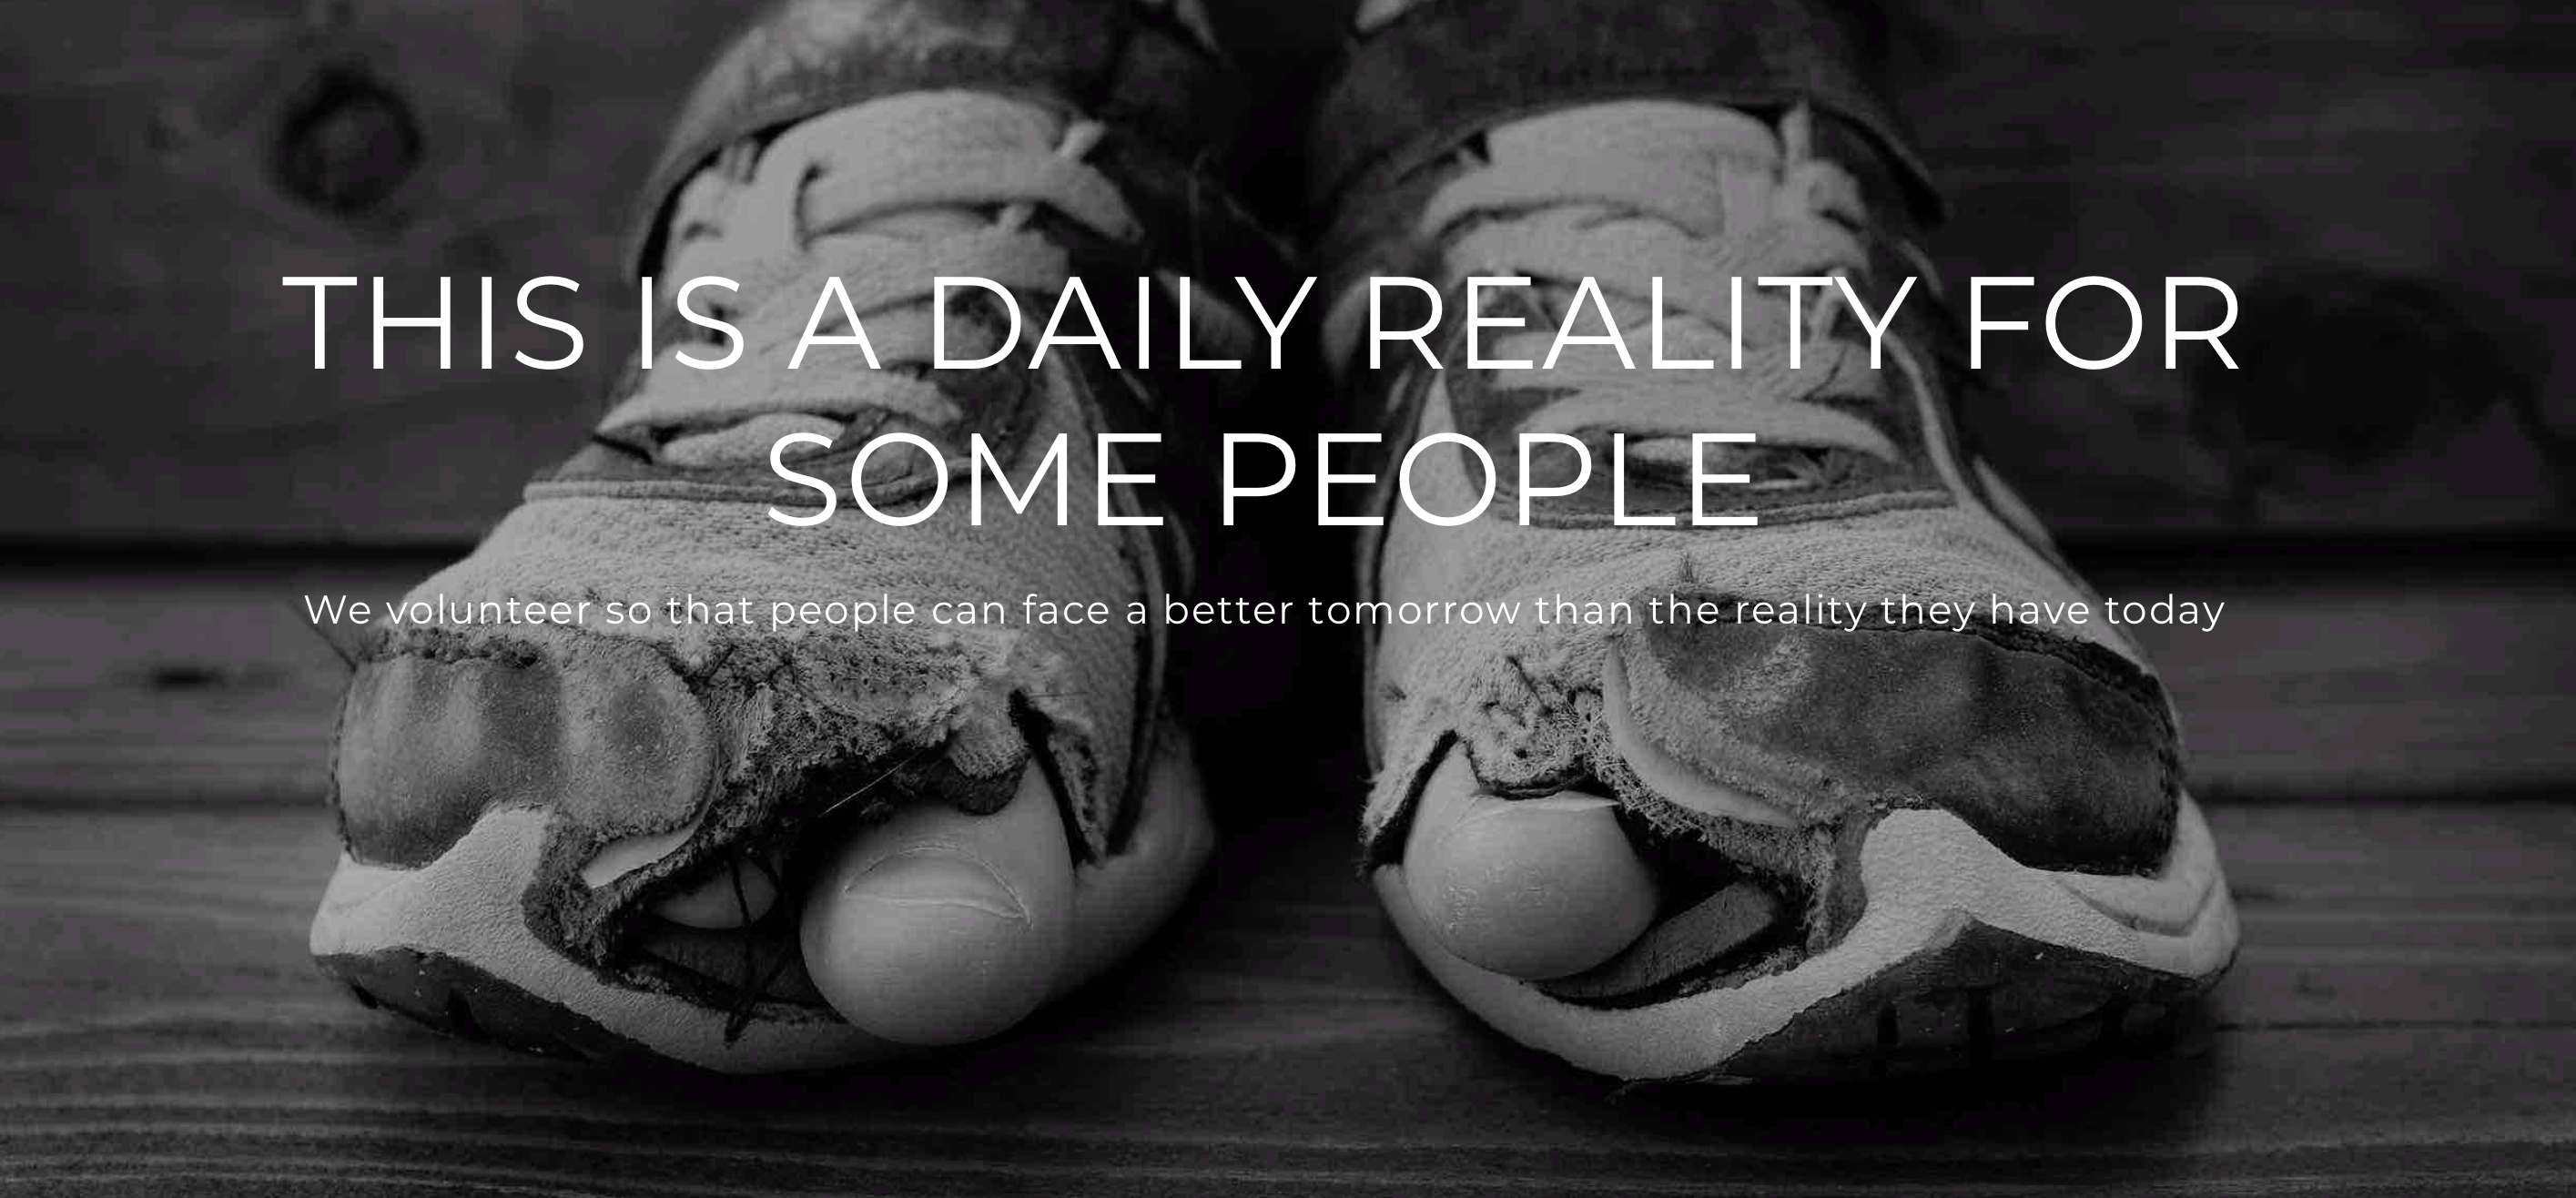 THIS IS A DAILY REALITY FOR
SOME PEOPLE
We volunteer so that people can face a better tomorrow than the reality they have today